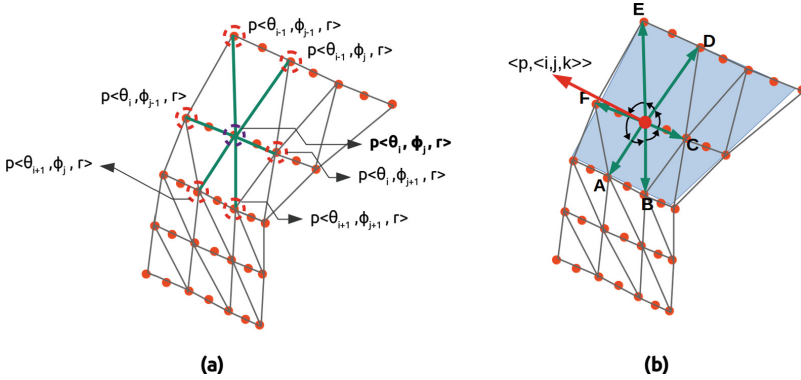 p<θi-1,ϕj-1, r>
p<θi-1,ϕj, r>
p<θi,ϕj-1, r>
p<θi, ϕj, r>
p<θi+1,ϕj, r>
p<θi,ϕj+1, r>
p<θi+1,ϕj+1, r>
(a)
E
D
<p,<i,j,k>>
F
C
A
B
(b)